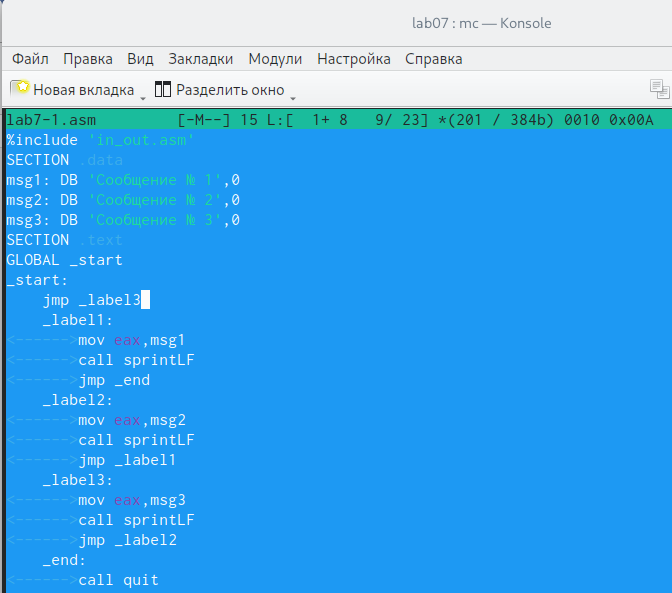 lab07 : mc — Konsole
Файл Правка Вид Закладки Модули Настройка Справка
Новая вкладка Разделить окно
lab7-1.asm [-M--] 15 L:[ 1+ 8 9/ 23] *(201 / 384b) 0010 0x00A
%include 'in_out.asm'
SECTION .data
msg1: DB 'Сообщение № 1',0
msg2: DB 'Сообщение № 2',0
msg3: DB 'Сообщение № 3',0
SECTION .text
GLOBAL _start
_start:
    jmp _label3
    _label1:
<------>mov eax,msg1
<------>call sprintLF
<------>jmp _end
    _label2:
<------>mov eax,msg2
<------>call sprintLF
<------>jmp _label1
    _label3:
<------>mov eax,msg3
<------>call sprintLF
<------>jmp _label2
    _end:
<------>call quit